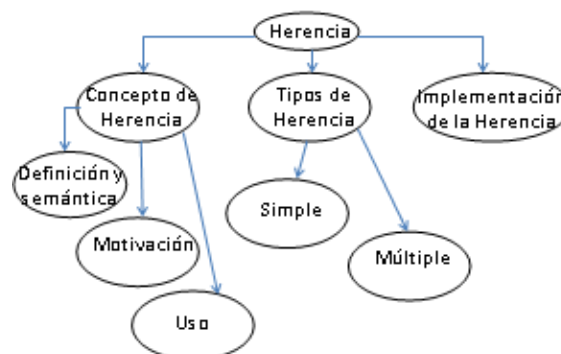 Herencia
Concepto de
Herencia
Tipos de
Herencia
Implementación
de la Herencia
Definición y
semántica
Simple
Motivación
Múltiple
Uso